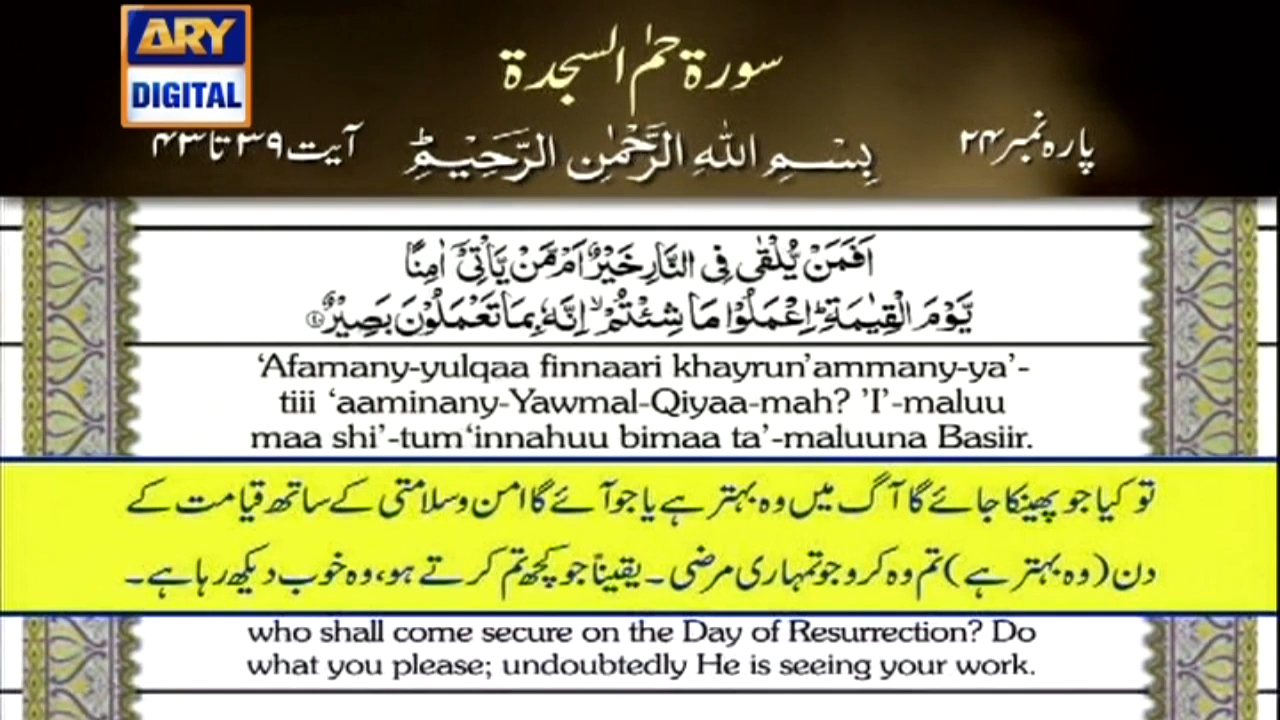 ARY
DIGITAL
سورة حٰمٓ السجدة
پارہ نمبر ۲۴
بِسْمِ اللهِ الرَّحْمٰنِ الرَّحِيْمِ
آیت ۳۹ تا ۴۳
اَفَمَنْ يُّلْقٰى فِى النَّارِ خَيْرٌ اَمْ مَّنْ يَّاْتِىْۤ اٰمِنًا
يَّوْمَ الْقِيٰمَةِ ؕ اِعْمَلُوْا مَا شِئْتُمْ ۙ اِنَّهٗ بِمَا تَعْمَلُوْنَ بَصِيْرٌ ۴۰
‘Afamany-yulqaa finnaari khayrun’ammany-ya’-
tiii ‘aaminany-Yawmal-Qiyaa-mah? ’I’-maluu
maa shi’-tum‘innahuu bimaa ta’-maluuna Basiir.
تو کیا جو پھینکا جائے گا آگ میں وہ بہتر ہے یا جو آئے گا امن و سلامتی کے ساتھ قیامت کے
دن (وہ بہتر ہے) تم وہ کرو جو تمہاری مرضی ۔ یقیناً جو کچھ تم کرتے ہو، وہ خوب دیکھ رہا ہے ۔
who shall come secure on the Day of Resurrection? Do
what you please; undoubtedly He is seeing your work.